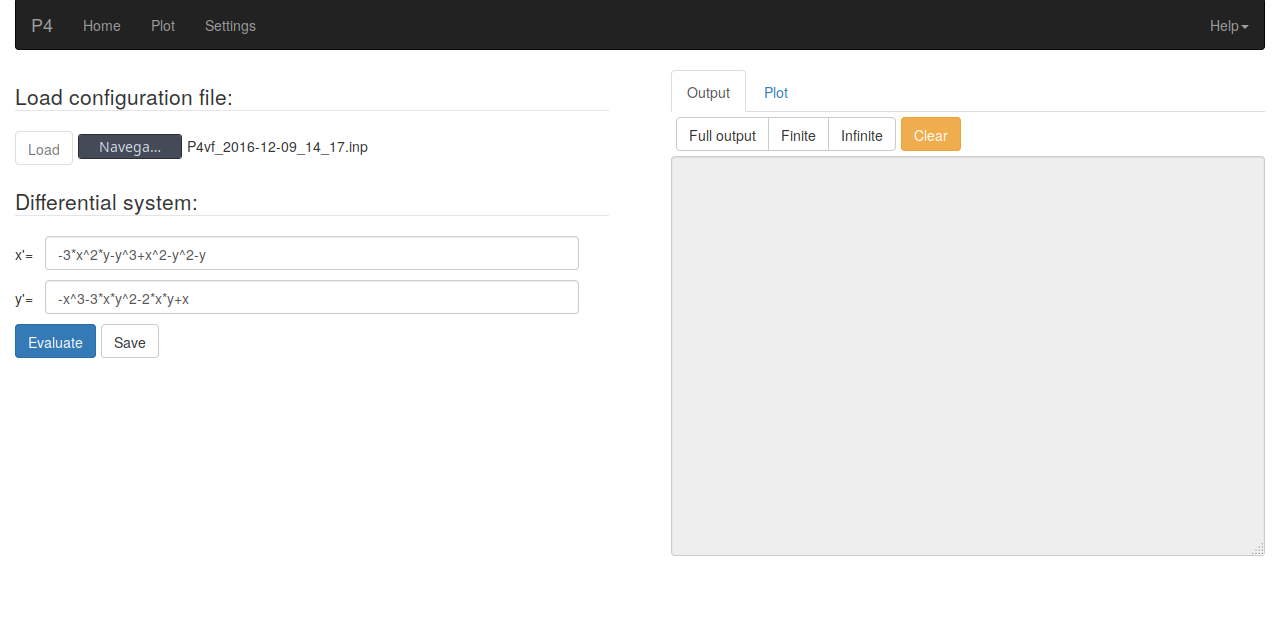 P4 Home Plot Settings Help
Load configuration file:
Load Navega... P4vf_2016-12-09_14_17.inp
Differential system:
x'= -3*x^2*y-y^3+x^2-y^2-y
y'= -x^3-3*x*y^2-2*x*y+x
Evaluate Save
Output Plot
Full output Finite Infinite Clear